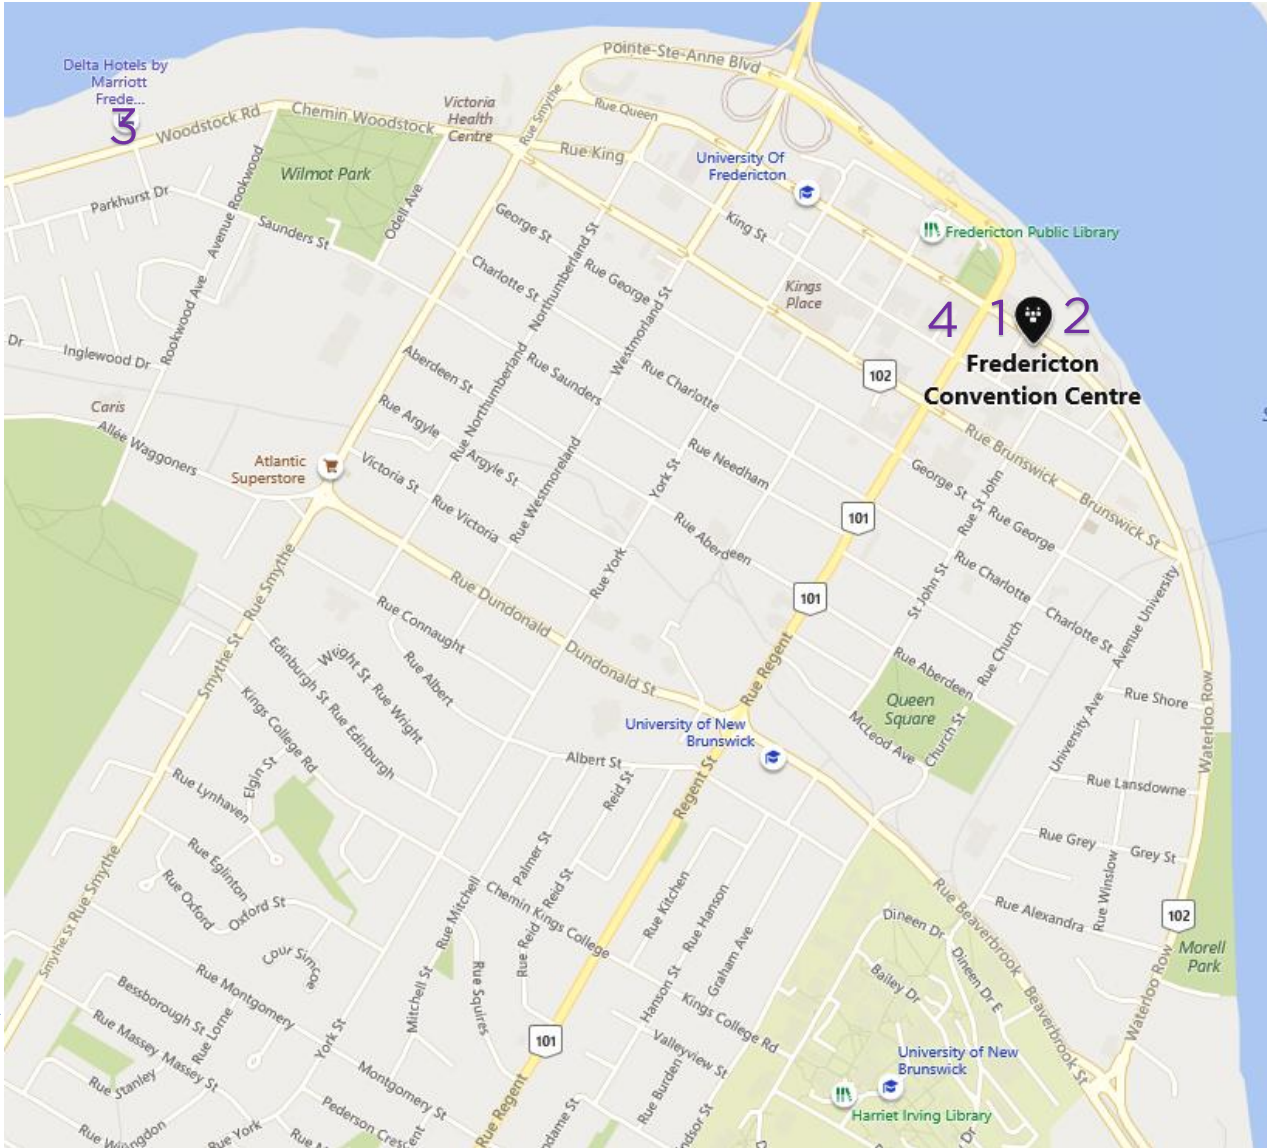 Pointe-Ste-Anne Blvd
Delta Hotels by
Marriott
Frede...
3
Woodstock Rd
Chemin Woodstock
Victoria
Health
Centre
Rue Smythe
Rue Queen
Rue King
University Of
Fredericton
Wilmot Park
Parkhurst Dr
Avenue Rookwood
Saunders St
Odell Ave
George St
King St
Fredericton Public Library
Charlotte St
Northumberland St
Rue George
Kings
Place
4
1
2
Fredericton
Convention Centre
Rookwood Ave
Dr
Inglewood Dr
Westmorland St
102
Aberdeen St
Rue Northumberland
Rue Saunders
Rue Charlotte
Caris
Allée Waggoners
Rue Argyle
Argyle St
Rue Brunswick
Brunswick St
Atlantic
Superstore
Victoria St
Rue Victoria
Rue Westmoreland
York St
Rue Needham
George St
Rue St John
Rue George
101
Rue Aberdeen
Rue Smythe
Rue York
Rue Dundonald
Dundonald St
101
St John St
Rue Charlotte
Charlotte St
Avenue University
Rue Connaught
Rue Albert
Edinburgh St
Rue Edinburgh
Wright St
Rue Wright
Smythe St
Kings College Rd
Rue Regent
Rue Aberdeen
Rue Church
Queen
Square
McLeod Ave
Church St
University Ave
Rue Shore
Waterloo Row
University of New
Brunswick
Albert St
Regent St
Reid St
Rue Lansdowne
Rue Lynhaven
Elgin St
Rue Grey
Grey St
Rue Eglinton
Rue Oxford
Oxford St
Palmer St
Reid St
Rue Mitchell
Chemin Kings College
Rue Kitchen
Rue Hanson
Graham Ave
Rue Beaverbrook
Rue Alexandra
Rue Winslow
102
Morell
Park
Smythe St
Rue Smythe
Cour Simcoe
Rue Reid
Dineen Dr
Dineen Dr E
Bailey Dr
Beaverbrook St
Waterloo Row
Rue Montgomery
Bessborough St
Rue Lorne
Rue Massey
Massey St
Rue Stanley
York St
Mitchell St
Rue Squires
101
Hanson St
Kings College Rd
Valleyview St
Rue Burden
Montgomery St
Pederson Crescent
Rue Regent
University of New
Brunswick
Harriet Irving Library
Rue York